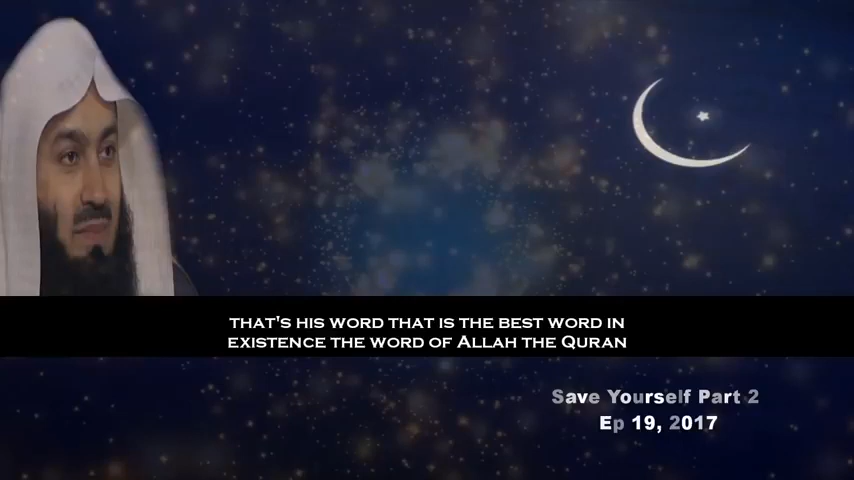 THAT'S HIS WORD THAT IS THE BEST WORD IN
EXISTENCE THE WORD OF ALLAH THE QURAN
Save Yourself Part 2
Ep 19, 2017